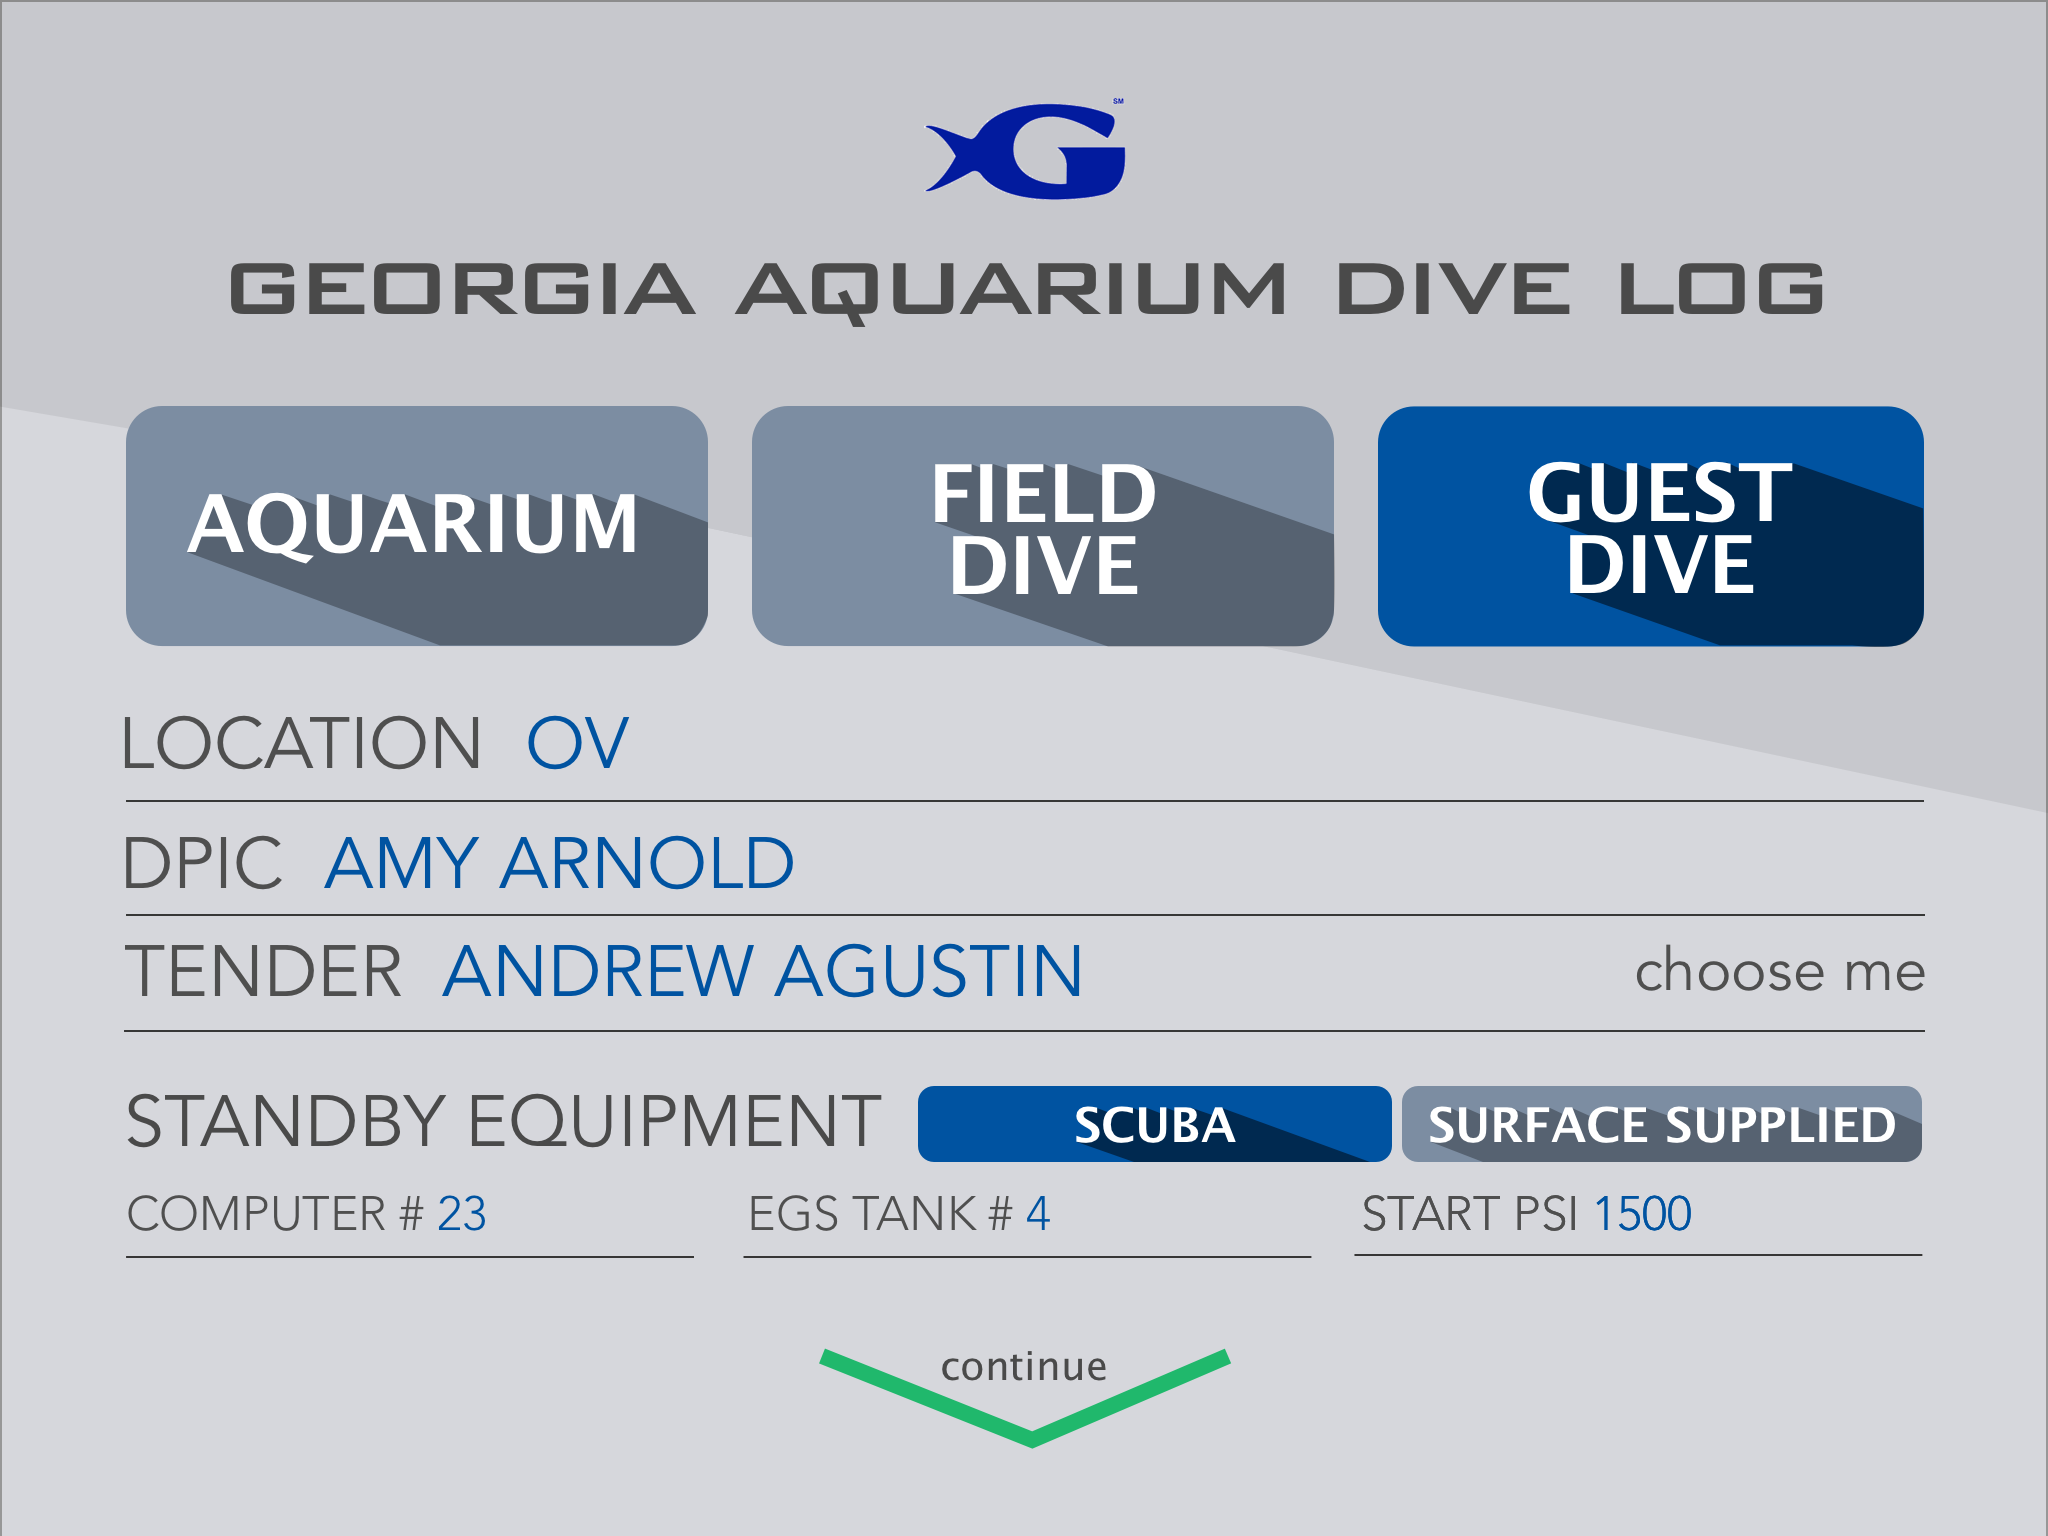 G SM
GEORGIA AQUARIUM DIVE LOG
AQUARIUM
FIELD
DIVE
GUEST
DIVE
LOCATION OV
DPIC AMY ARNOLD
TENDER ANDREW AGUSTIN choose me
STANDBY EQUIPMENT SCUBA SURFACE SUPPLIED
COMPUTER # 23 EGS TANK # 4 START PSI 1500
continue